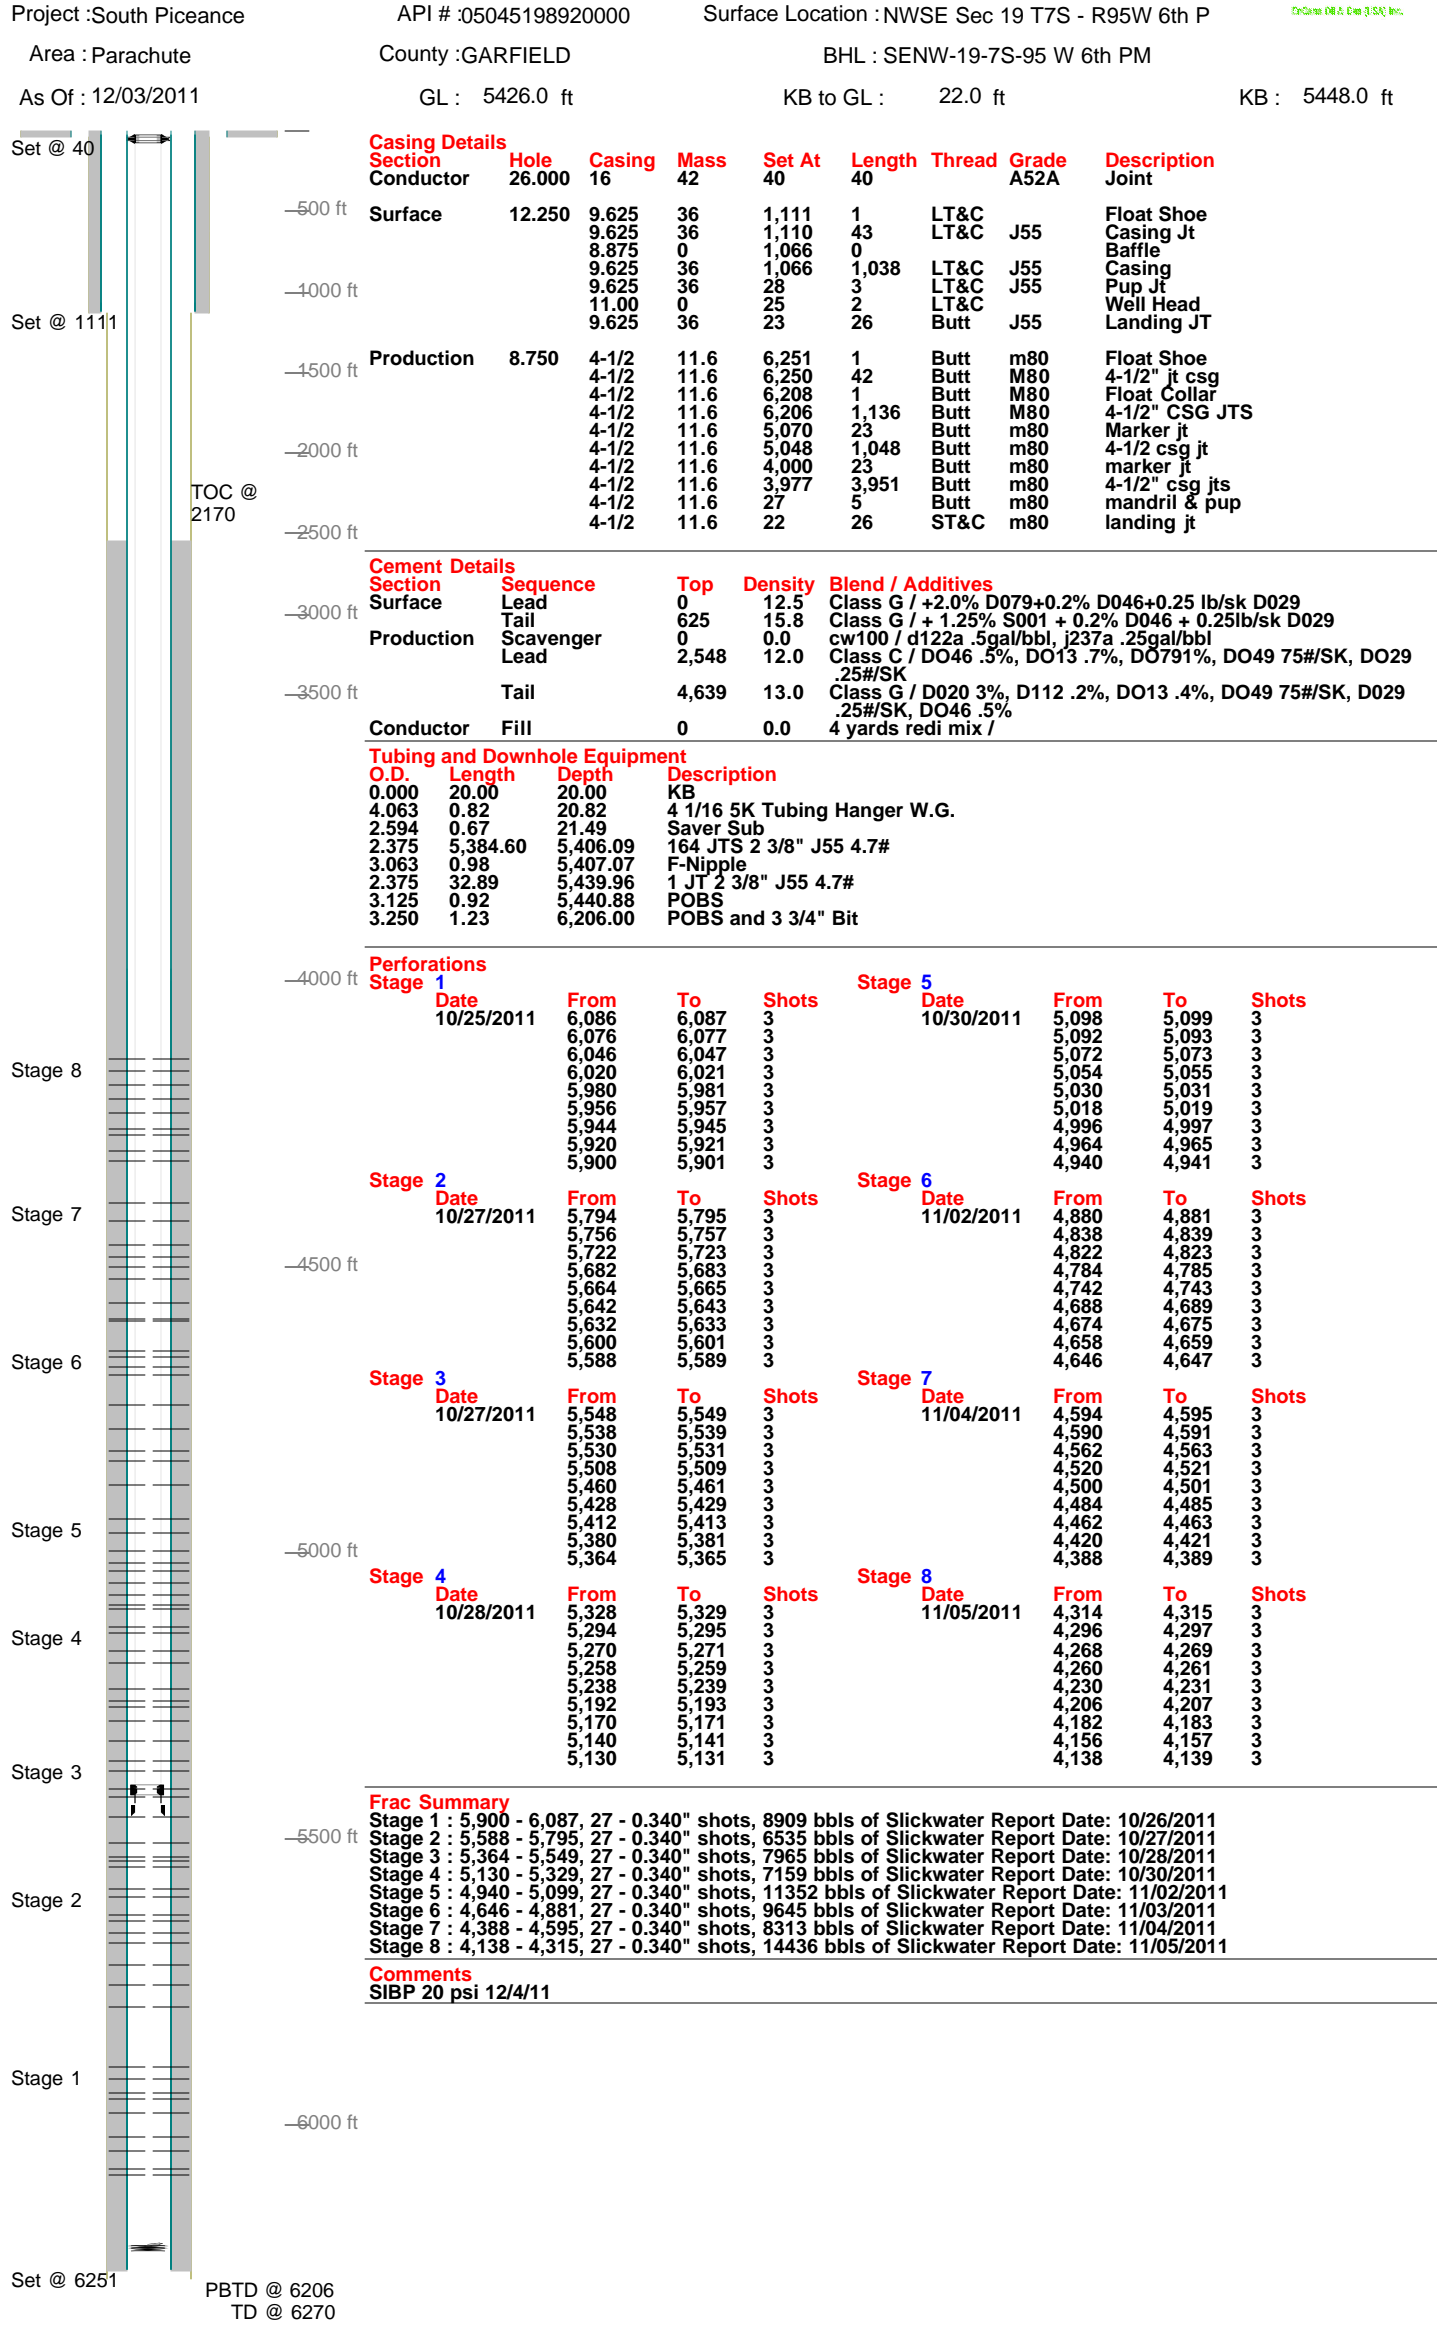 Project :South Piceance API # :05045198920000 Surface Location : NWSE Sec 19 T7S - R95W 6th P
Area : Parachute County :GARFIELD BHL : SENW-19-7S-95 W 6th PM
As Of : 12/03/2011 GL : 5426.0 ft KB to GL : 22.0 ft KB : 5448.0 ft
Set @ 40
Casing Details
Section Hole Casing Mass Set At Length Thread Grade Description
Conductor 26.000 16 42 40 40 A52A Joint
500 ft
Surface 12.250 9.625 36 1,111 1 LT&C Float Shoe
9.625 36 1,110 43 LT&C J55 Casing Jt
8.875 0 1,066 0 Baffle
9.625 36 1,066 1,038 LT&C J55 Casing
1000 ft
9.625 36 28 3 LT&C J55 Pup Jt
11.00 0 25 2 LT&C Well Head
Set @ 1111
9.625 36 23 26 Butt J55 Landing JT
Production 8.750 4-1/2 11.6 6,251 1 Butt m80 Float Shoe
1500 ft
4-1/2 11.6 6,250 42 Butt M80 4-1/2" jt csg
4-1/2 11.6 6,208 1 Butt M80 Float Collar
4-1/2 11.6 6,206 1,136 Butt M80 4-1/2" CSG JTS
4-1/2 11.6 5,070 23 Butt m80 Marker jt
2000 ft
4-1/2 11.6 5,048 1,048 Butt m80 4-1/2 csg jt
4-1/2 11.6 4,000 23 Butt m80 marker jt
4-1/2 11.6 3,977 3,951 Butt m80 4-1/2" csg jts
TOC @
2170
4-1/2 11.6 27 5 Butt m80 mandril & pup
4-1/2 11.6 22 26 ST&C m80 landing jt
2500 ft
Cement Details
Section Sequence Top Density Blend / Additives
Surface Lead 0 12.5 Class G / +2.0% D079+0.2% D046+0.25 lb/sk D029
3000 ft
Tail 625 15.8 Class G / + 1.25% S001 + 0.2% D046 + 0.25lb/sk D029
Production Scavenger 0 0.0 cw100 / d122a .5gal/bbl, j237a .25gal/bbl
Lead 2,548 12.0 Class C / DO46 .5%, DO13 .7%, DO791%, DO49 75#/SK, DO29
.25#/SK
3500 ft
Tail 4,639 13.0 Class G / D020 3%, D112 .2%, DO13 .4%, DO49 75#/SK, D029
.25#/SK, DO46 .5%
Conductor Fill 0 0.0 4 yards redi mix /
Tubing and Downhole Equipment
O.D. Length Depth Description
0.000 20.00 20.00 KB
4.063 0.82 20.82 4 1/16 5K Tubing Hanger W.G.
2.594 0.67 21.49 Saver Sub
2.375 5,384.60 5,406.09 164 JTS 2 3/8" J55 4.7#
3.063 0.98 5,407.07 F-Nipple
2.375 32.89 5,439.96 1 JT 2 3/8" J55 4.7#
3.125 0.92 5,440.88 POBS
3.250 1.23 6,206.00 POBS and 3 3/4" Bit
Perforations
4000 ft
Stage 1 Stage 5
Date From To Shots Date From To Shots
10/25/2011 6,086 6,087 3 10/30/2011 5,098 5,099 3
6,076 6,077 3 5,092 5,093 3
6,046 6,047 3 5,072 5,073 3
Stage 8
6,020 6,021 3 5,054 5,055 3
5,980 5,981 3 5,030 5,031 3
5,956 5,957 3 5,018 5,019 3
5,944 5,945 3 4,996 4,997 3
5,920 5,921 3 4,964 4,965 3
5,900 5,901 3 4,940 4,941 3
Stage 2 Stage 6
Date From To Shots Date From To Shots
Stage 7
10/27/2011 5,794 5,795 3 11/02/2011 4,880 4,881 3
5,756 5,757 3 4,838 4,839 3
5,722 5,723 3 4,822 4,823 3
4500 ft
5,682 5,683 3 4,784 4,785 3
5,664 5,665 3 4,742 4,743 3
5,642 5,643 3 4,688 4,689 3
5,632 5,633 3 4,674 4,675 3
5,600 5,601 3 4,658 4,659 3
Stage 6
5,588 5,589 3 4,646 4,647 3
Stage 3 Stage 7
Date From To Shots Date From To Shots
10/27/2011 5,548 5,549 3 11/04/2011 4,594 4,595 3
5,538 5,539 3 4,590 4,591 3
5,530 5,531 3 4,562 4,563 3
5,508 5,509 3 4,520 4,521 3
5,460 5,461 3 4,500 4,501 3
5,428 5,429 3 4,484 4,485 3
Stage 5
5,412 5,413 3 4,462 4,463 3
5,380 5,381 3 4,420 4,421 3
5000 ft
5,364 5,365 3 4,388 4,389 3
Stage 4 Stage 8
Date From To Shots Date From To Shots
10/28/2011 5,328 5,329 3 11/05/2011 4,314 4,315 3
5,294 5,295 3 4,296 4,297 3
Stage 4
5,270 5,271 3 4,268 4,269 3
5,258 5,259 3 4,260 4,261 3
5,238 5,239 3 4,230 4,231 3
5,192 5,193 3 4,206 4,207 3
5,170 5,171 3 4,182 4,183 3
5,140 5,141 3 4,156 4,157 3
5,130 5,131 3 4,138 4,139 3
Stage 3
Frac Summary
Stage 1 : 5,900 - 6,087, 27 - 0.340" shots, 8909 bbls of Slickwater Report Date: 10/26/2011
5500 ft
Stage 2 : 5,588 - 5,795, 27 - 0.340" shots, 6535 bbls of Slickwater Report Date: 10/27/2011
Stage 3 : 5,364 - 5,549, 27 - 0.340" shots, 7965 bbls of Slickwater Report Date: 10/28/2011
Stage 4 : 5,130 - 5,329, 27 - 0.340" shots, 7159 bbls of Slickwater Report Date: 10/30/2011
Stage 5 : 4,940 - 5,099, 27 - 0.340" shots, 11352 bbls of Slickwater Report Date: 11/02/2011
Stage 2
Stage 6 : 4,646 - 4,881, 27 - 0.340" shots, 9645 bbls of Slickwater Report Date: 11/03/2011
Stage 7 : 4,388 - 4,595, 27 - 0.340" shots, 8313 bbls of Slickwater Report Date: 11/04/2011
Stage 8 : 4,138 - 4,315, 27 - 0.340" shots, 14436 bbls of Slickwater Report Date: 11/05/2011
Comments
SIBP 20 psi 12/4/11
Stage 1
6000 ft
Set @ 6251
PBTD @ 6206
TD @ 6270